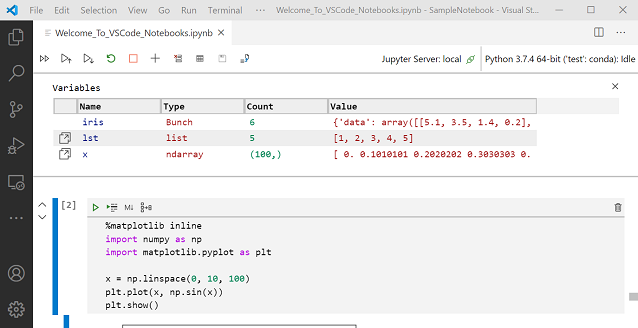 File Edit Selection View Go Debug Terminal Help Welcome_To_VSCode_Notebooks.ipynb - SampleNotebook - Visual St...
Welcome_To_VSCode_Notebooks.ipynb
Jupyter Server: local Python 3.7.4 64-bit ('test': conda): Idle
Variables
Name Type Count Value
iris Bunch 6 {'data': array([[5.1, 3.5, 1.4, 0.2],
lst list 5 [1, 2, 3, 4, 5]
x ndarray (100,) [ 0. 0.1010101 0.2020202 0.3030303 0.
[2] M↓
%matplotlib inline
import numpy as np
import matplotlib.pyplot as plt
x = np.linspace(0, 10, 100)
plt.plot(x, np.sin(x))
plt.show()